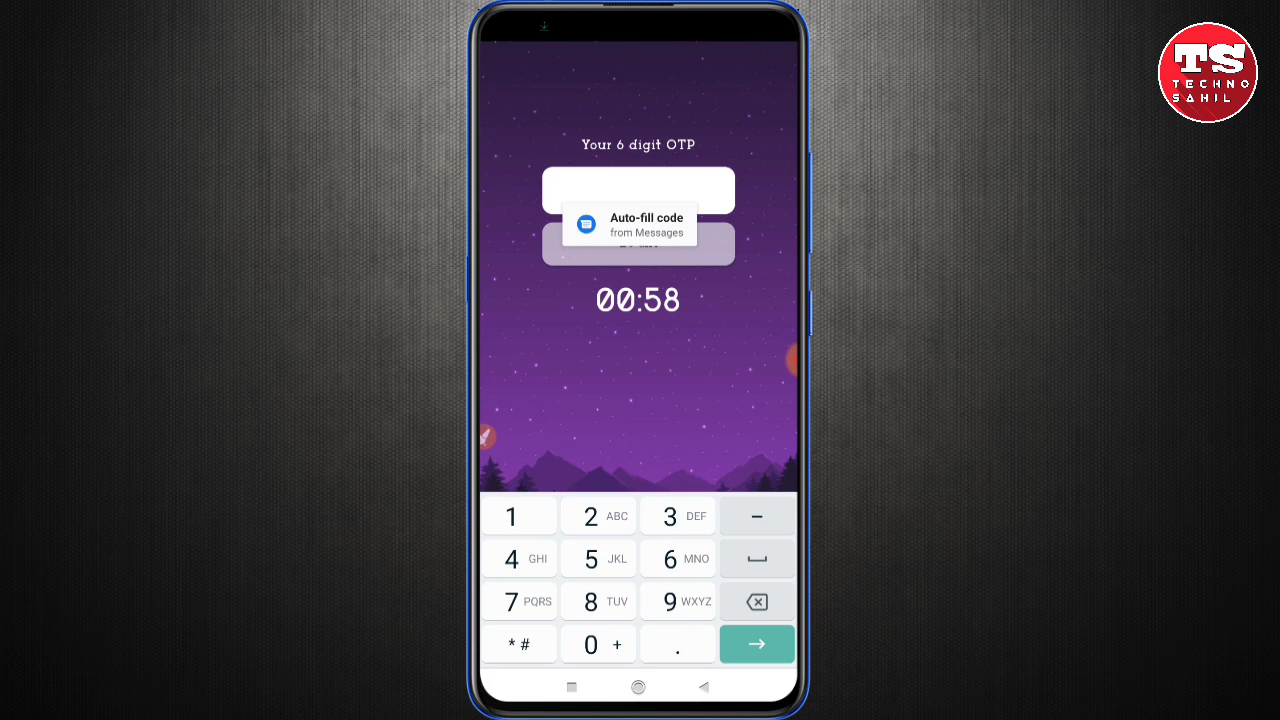 TS
TECHNO
SAHIL
Your 6 digit OTP
Auto-fill code
from Messages
00:58
1 2 ABC 3 DEF -
4 GHI 5 JKL 6 MNO
7 PQRS 8 TUV 9 WXYZ
* # 0 + .